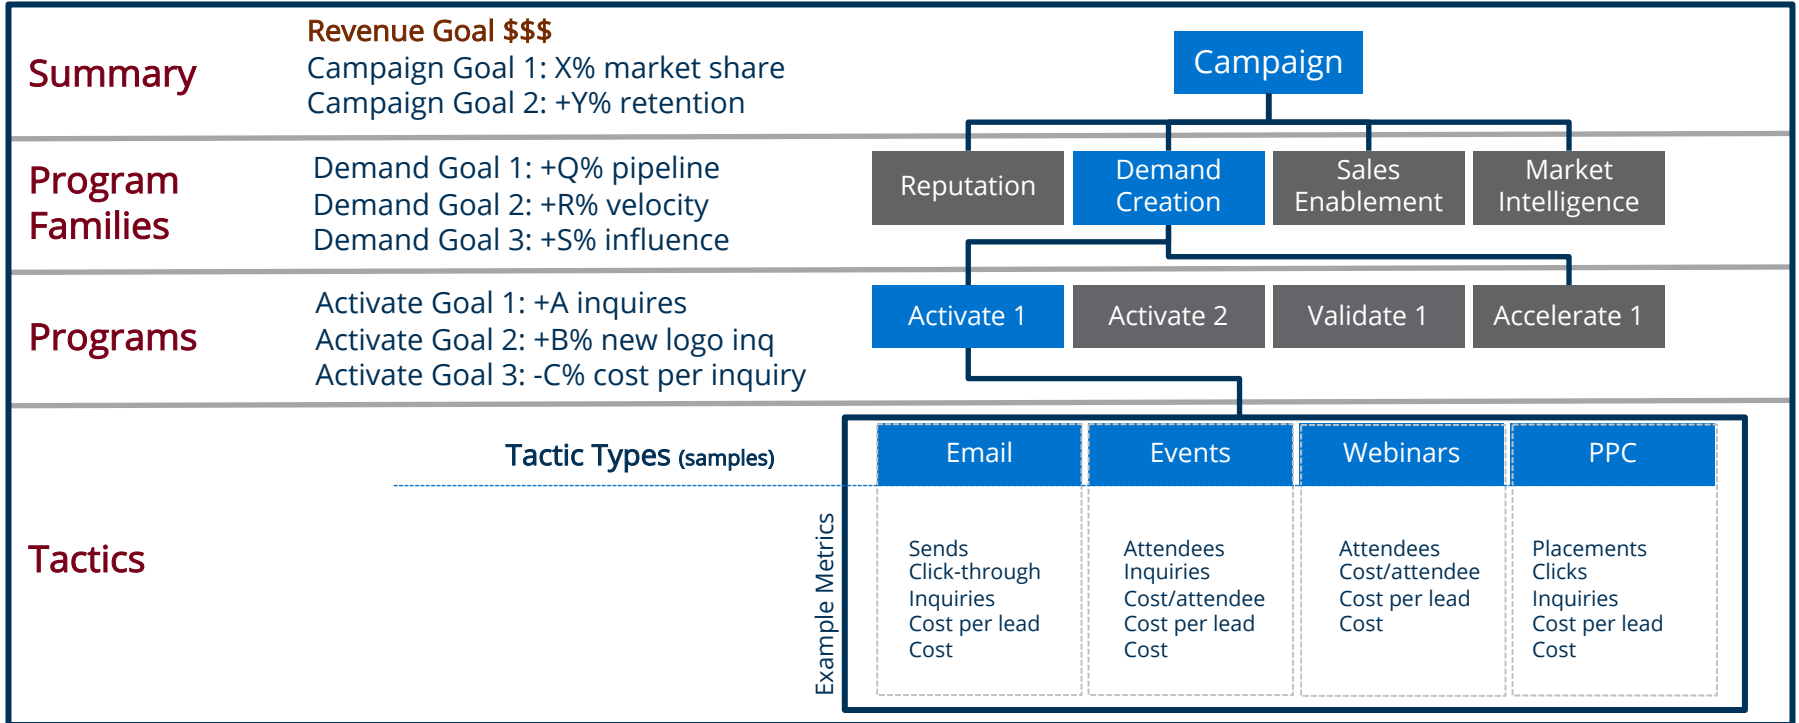 Summary
Revenue Goal $$$
Campaign Goal 1: X% market share
Campaign Goal 2: +Y% retention
Campaign
Program
Families
Demand Goal 1: +Q% pipeline
Demand Goal 2: +R% velocity
Demand Goal 3: +S% influence
Reputation
Demand
Creation
Sales
Enablement
Market
Intelligence
Programs
Activate Goal 1: +A inquires
Activate Goal 2: +B% new logo inq
Activate Goal 3: -C% cost per inquiry
Activate 1
Activate 2
Validate 1
Accelerate 1
Tactics
Tactic Types (samples)
Example Metrics
Email
Sends
Click-through
Inquiries
Cost per lead
Cost
Events
Attendees
Inquiries
Cost/attendee
Cost per lead
Cost
Webinars
Attendees
Cost/attendee
Cost per lead
Cost
PPC
Placements
Clicks
Inquiries
Cost per lead
Cost